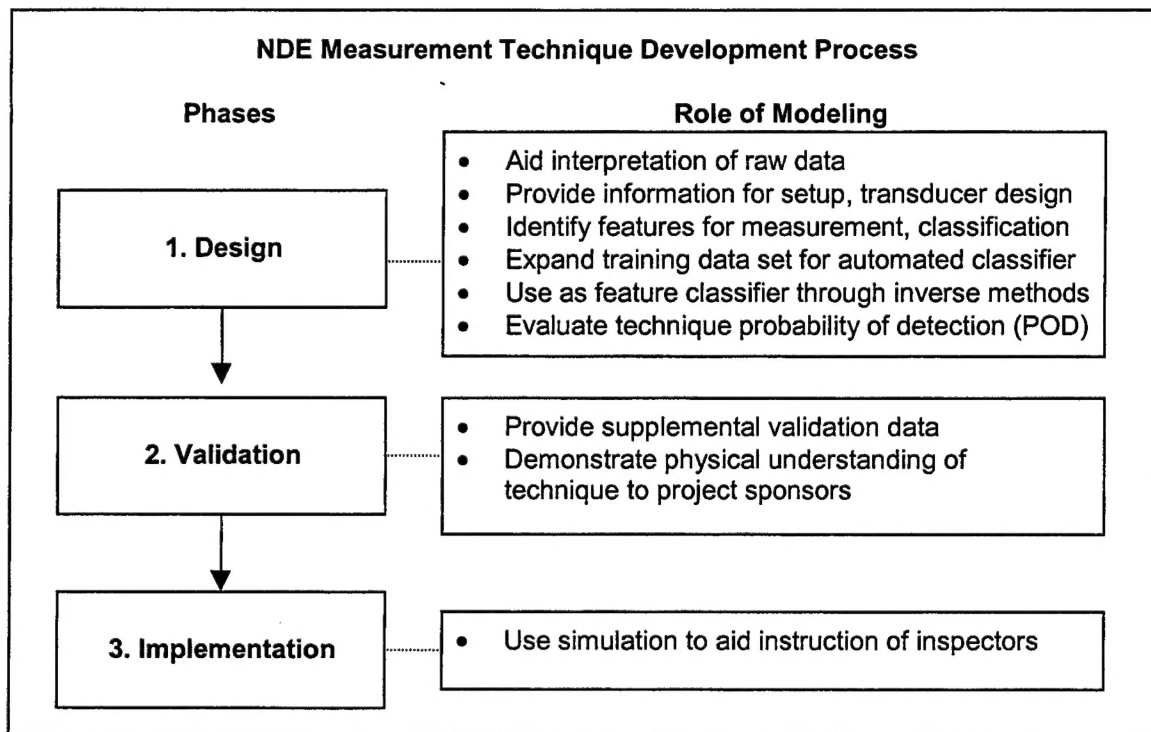 NDE Measurement Technique Development Process
Phases
Role of Modeling
1. Design
• Aid interpretation of raw data
• Provide information for setup, transducer design
• Identify features for measurement, classification
• Expand training data set for automated classifier
• Use as feature classifier through inverse methods
• Evaluate technique probability of detection (POD)
2. Validation
• Provide supplemental validation data
• Demonstrate physical understanding of
technique to project sponsors
3. Implementation
• Use simulation to aid instruction of inspectors